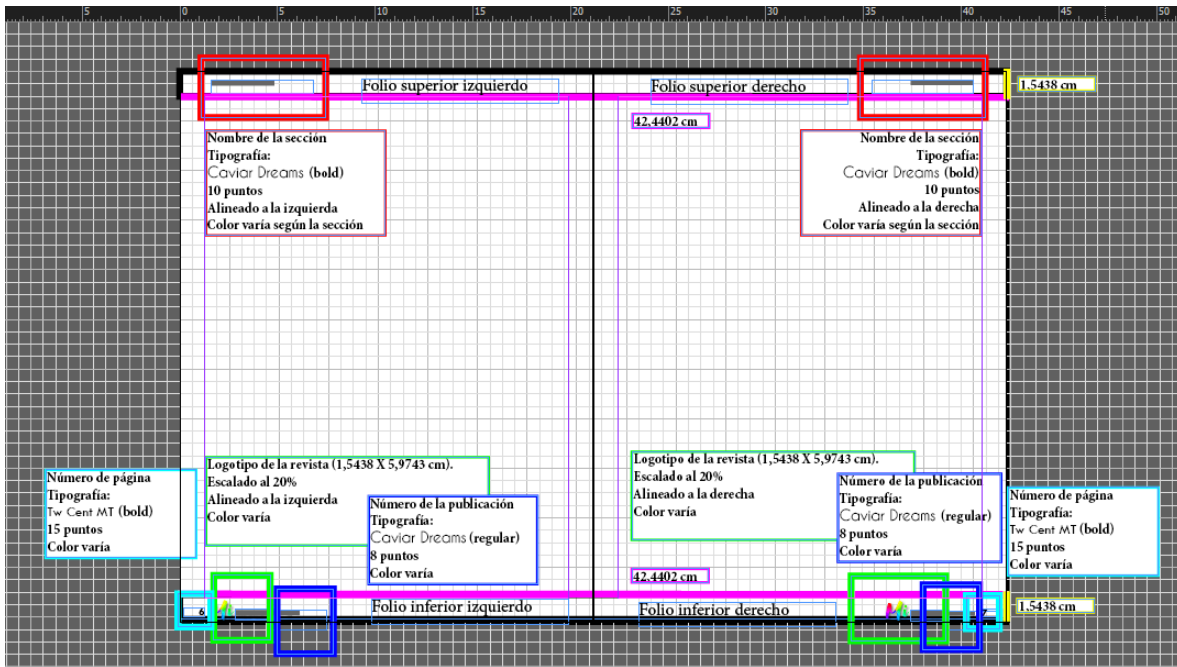 5 0 5 10 15 20 25 30 35 40 45 50
Folio superior izquierdo
Folio superior derecho
1.5438 cm
42,4402 cm
Nombre de la sección
Tipografía:
Caviar Dreams (bold)
10 puntos
Alineado a la izquierda
Color varía según la sección
Nombre de la sección
Tipografía:
Caviar Dreams (bold)
10 puntos
Alineado a la derecha
Color varía según la sección
Número de página
Tipografía:
Tw Cent MT (bold)
15 puntos
Color varía
Logotipo de la revista (1,5438 X 5,9743 cm).
Escalado al 20%
Alineado a la izquierda
Color varía
Número de la publicación
Tipografía:
Caviar Dreams (regular)
8 puntos
Color varía
Logotipo de la revista (1,5438 X 5,9743 cm).
Escalado al 20%
Alineado a la derecha
Color varía
Número de la publicación
Tipografía:
Caviar Dreams (regular)
8 puntos
Color varía
Número de página
Tipografía:
Tw Cent MT (bold)
15 puntos
Color varía
42.4402 cm
6
Folio inferior izquierdo
Folio inferior derecho
7
1.5438 cm